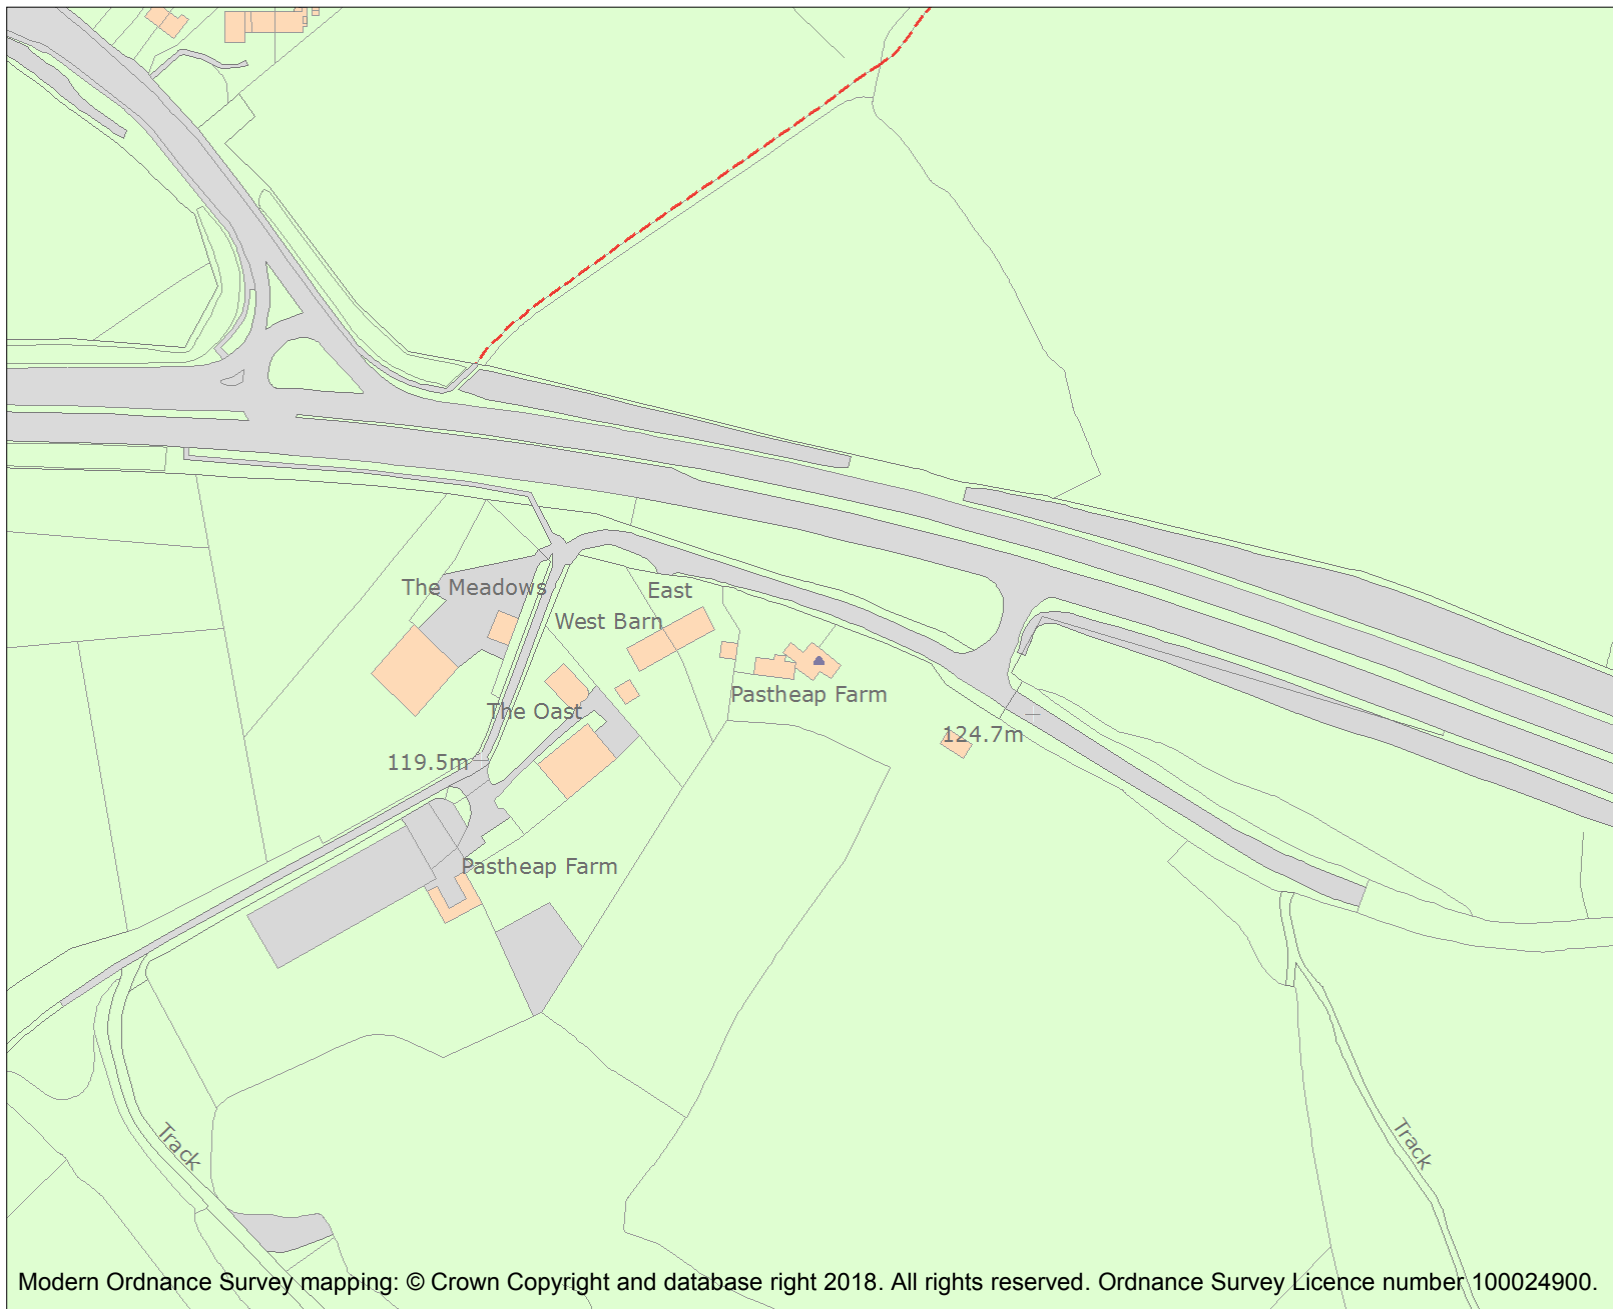 The Meadows
East
West Barn
Pastheap Farm
The Oast
124.7m
119.5m
Pastheap Farm
Track
Track
Modern Ordnance Survey mapping: © Crown Copyright and database right 2018. All rights reserved. Ordnance Survey Licence number 100024900.